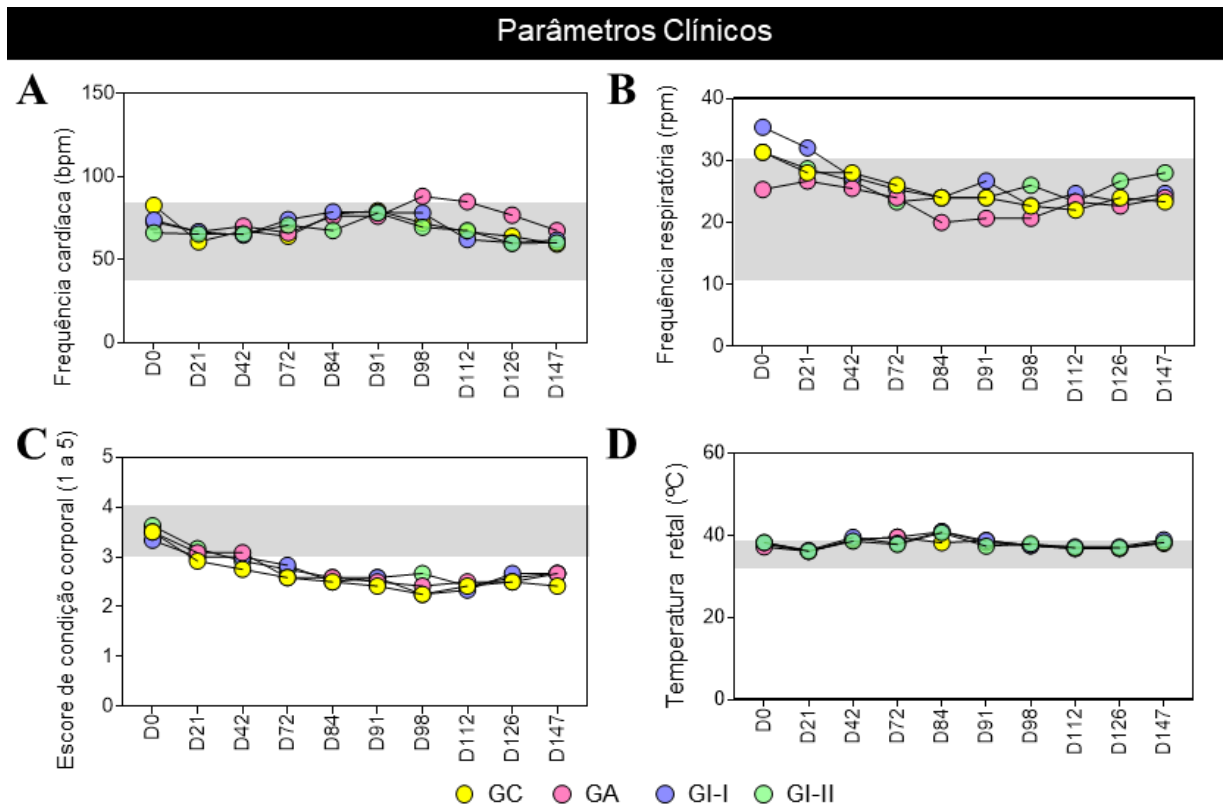 Parâmetros Clínicos
A
Frequência cardíaca (bpm)
150
100
50
0
D0 D21 D42 D72 D84 D91 D98 D112 D126 D147
B
Frequência respiratória (rpm)
40
30
20
10
0
D0 D21 D42 D72 D84 D91 D98 D112 D126 D147
C
Escore de condição corporal (1 a 5)
5
4
3
2
1
0
D0 D21 D42 D72 D84 D91 D98 D112 D126 D147
D
Temperatura retal (ºC)
60
40
20
0
D0 D21 D42 D72 D84 D91 D98 D112 D126 D147
GC GA GI-I GI-II